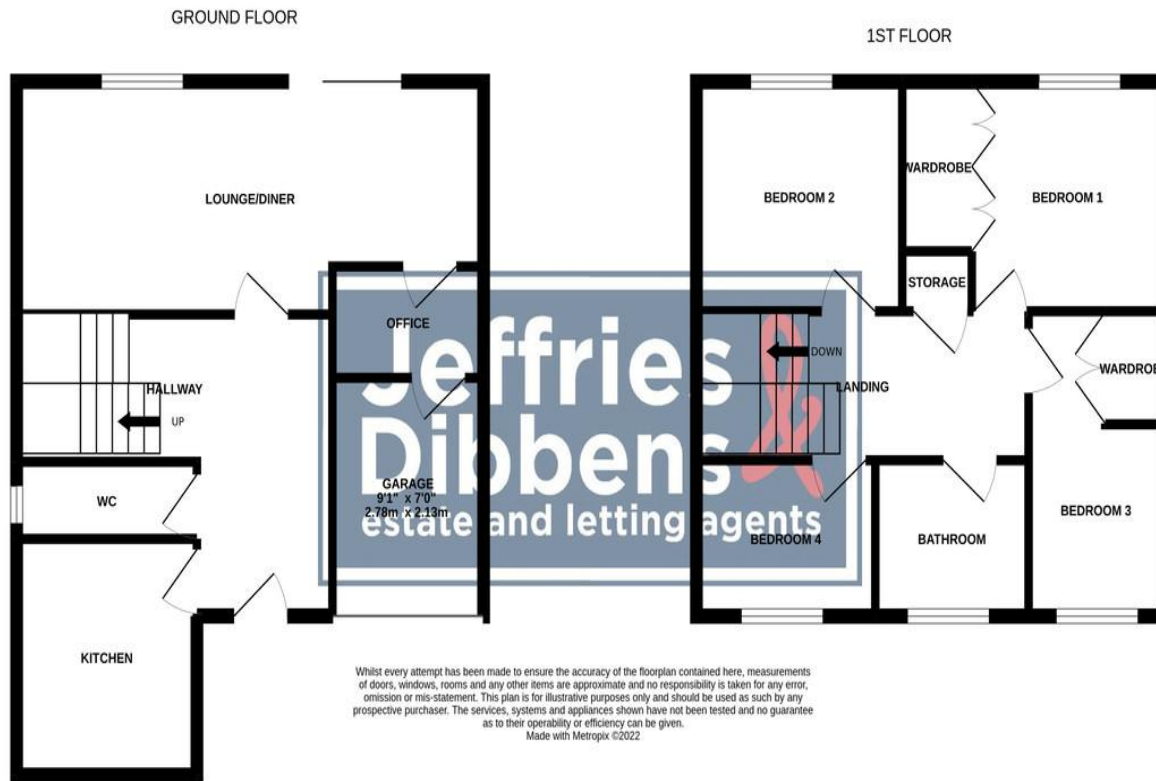 GROUND FLOOR
1ST FLOOR
LOUNGE/DINER
OFFICE
HALLWAY
UP
WC
GARAGE
9'1" x 7'0"
2.78m x 2.13m
KITCHEN
BEDROOM 2
WARDROBE
BEDROOM 1
STORAGE
DOWN
LANDING
WARDROBE
BEDROOM 3
BEDROOM 4
BATHROOM
Jeffries
Dibbens &
estate and letting agents
Whilst every attempt has been made to ensure the accuracy of the floorplan contained here, measurements
of doors, windows, rooms and any other items are approximate and no responsibility is taken for any error,
omission or mis-statement. This plan is for illustrative purposes only and should be used as such by any
prospective purchaser. The services, systems and appliances shown have not been tested and no guarantee
as to their operability or efficiency can be given.
Made with Metropix ©2022